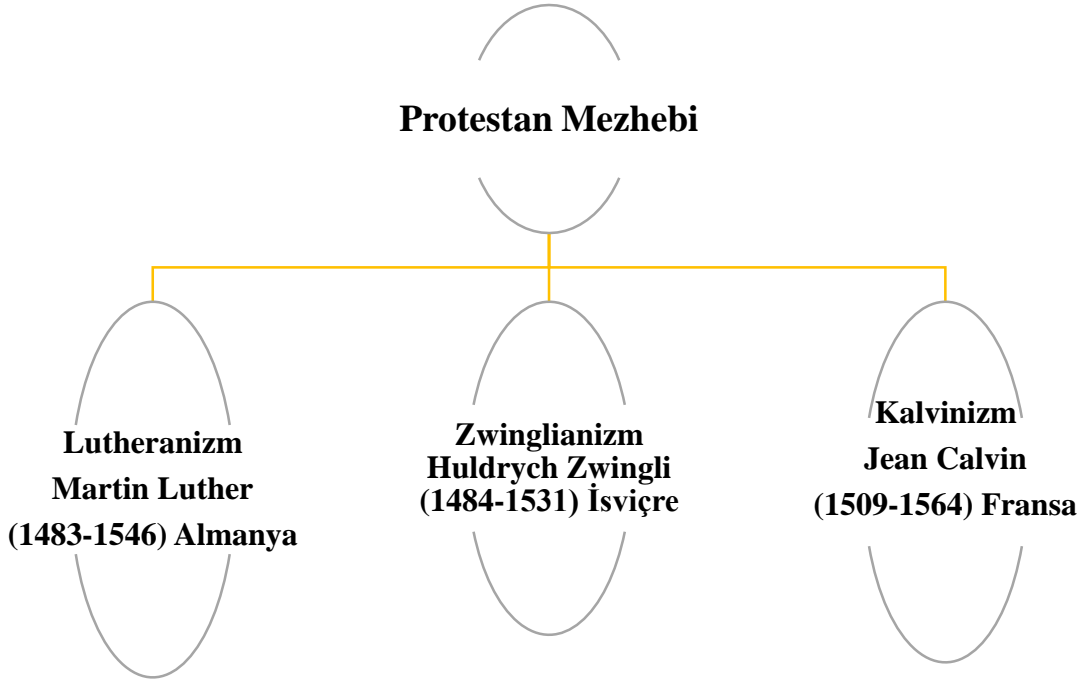 Protestan Mezhebi
Lutheranizm
Martin Luther
(1483-1546) Almanya
Zwinglianizm
Huldrych Zwingli
(1484-1531) İsviçre
Kalvinizm
Jean Calvin
(1509-1564) Fransa